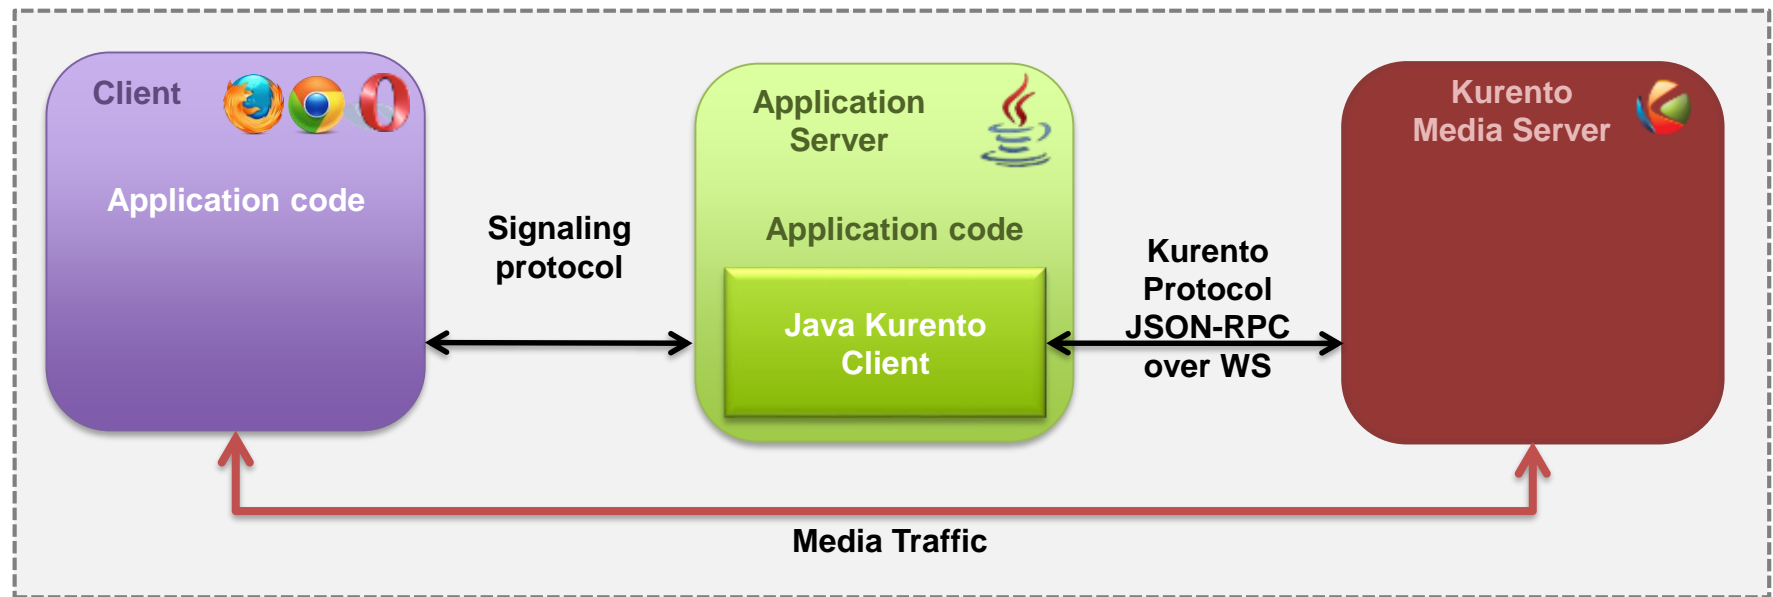 Client
Application code
Signaling
protocol
Application
Server
Application code
Java Kurento
Client
Kurento
Protocol
JSON-RPC
over WS
Kurento
Media Server
Media Traffic